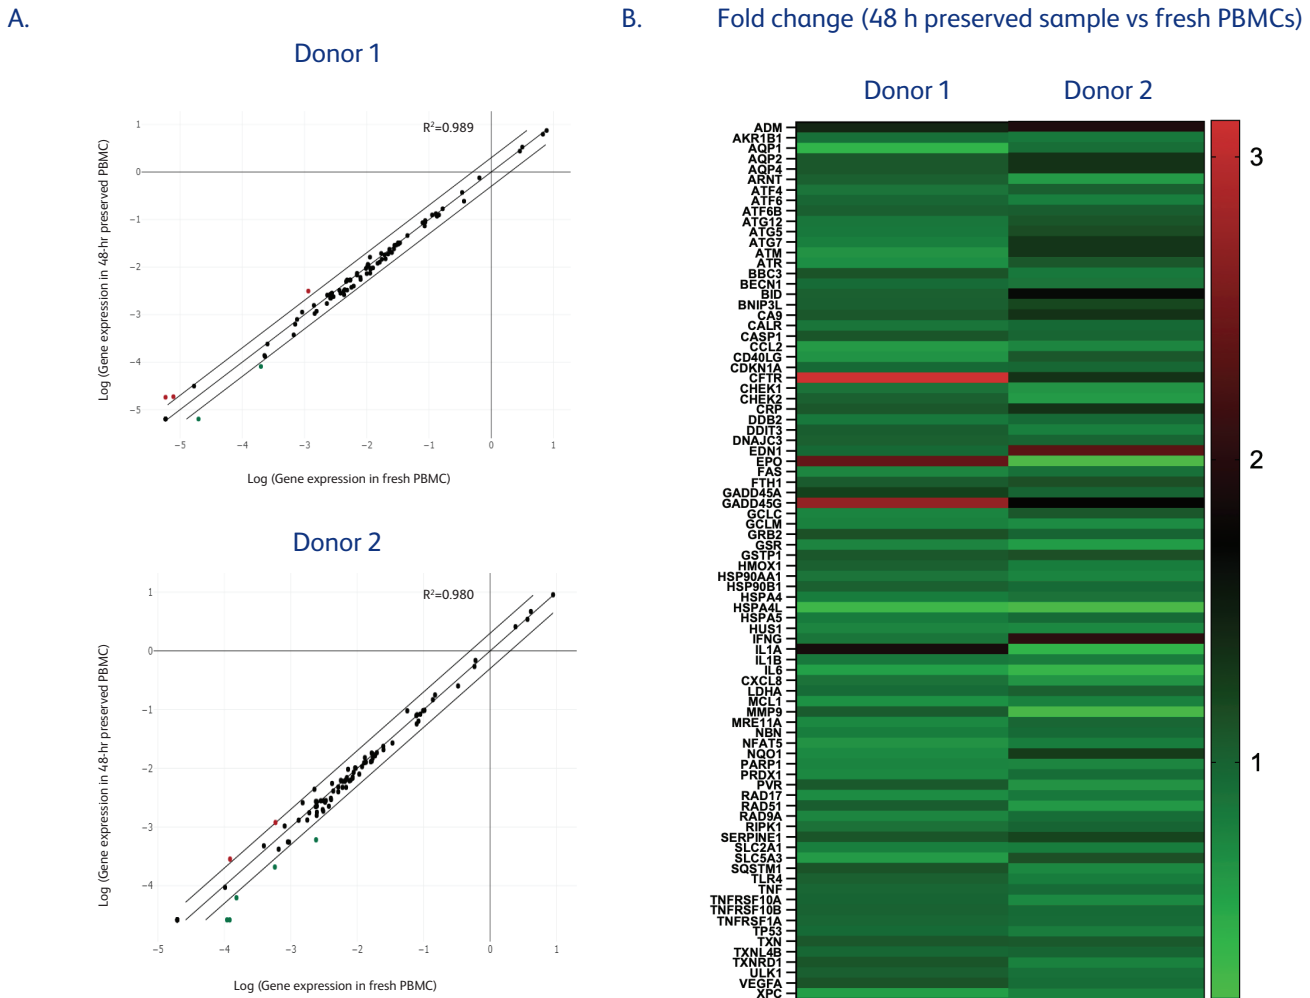 A.
Donor 1
R²=0.989
Log (Gene expression in 48-hr preserved PBMC)
1
0
−1
−2
−3
−4
−5
−5 −4 −3 −2 −1 0 1
Log (Gene expression in fresh PBMC)
Donor 2
R²=0.980
Log (Gene expression in 48-hr preserved PBMC)
1
0
−1
−2
−3
−4
−5 −4 −3 −2 −1 0 1
Log (Gene expression in fresh PBMC)
B.
Fold change (48 h preserved sample vs fresh PBMCs)
Donor 1 Donor 2
ADM
AKR1B1
AQP1
AQP2
AQP4
ARNT
ATF4
ATF6
ATF6B
ATG12
ATG5
ATG7
ATM
ATR
BBC3
BECN1
BID
BNIP3L
CA9
CALR
CASP1
CCL2
CD40LG
CDKN1A
CFTR
CHEK1
CHEK2
CRP
DDB2
DDIT3
DNAJC3
EDN1
EPO
FAS
FTH1
GADD45A
GADD45G
GCLC
GCLM
GRB2
GSR
GSTP1
HMOX1
HSP90AA1
HSP90B1
HSPA4
HSPA4L
HSPA5
HUS1
IFNG
IL1A
IL1B
IL6
CXCL8
LDHA
MCL1
MMP9
MRE11A
NBN
NFAT5
NQO1
PARP1
PRDX1
PVR
RAD17
RAD51
RAD9A
RIPK1
SERPINE1
SLC2A1
SLC5A3
SQSTM1
TLR4
TNF
TNFRSF10A
TNFRSF10B
TNFRSF1A
TP53
TXN
TXNL4B
TXNRD1
ULK1
VEGFA
XPC
3
2
1